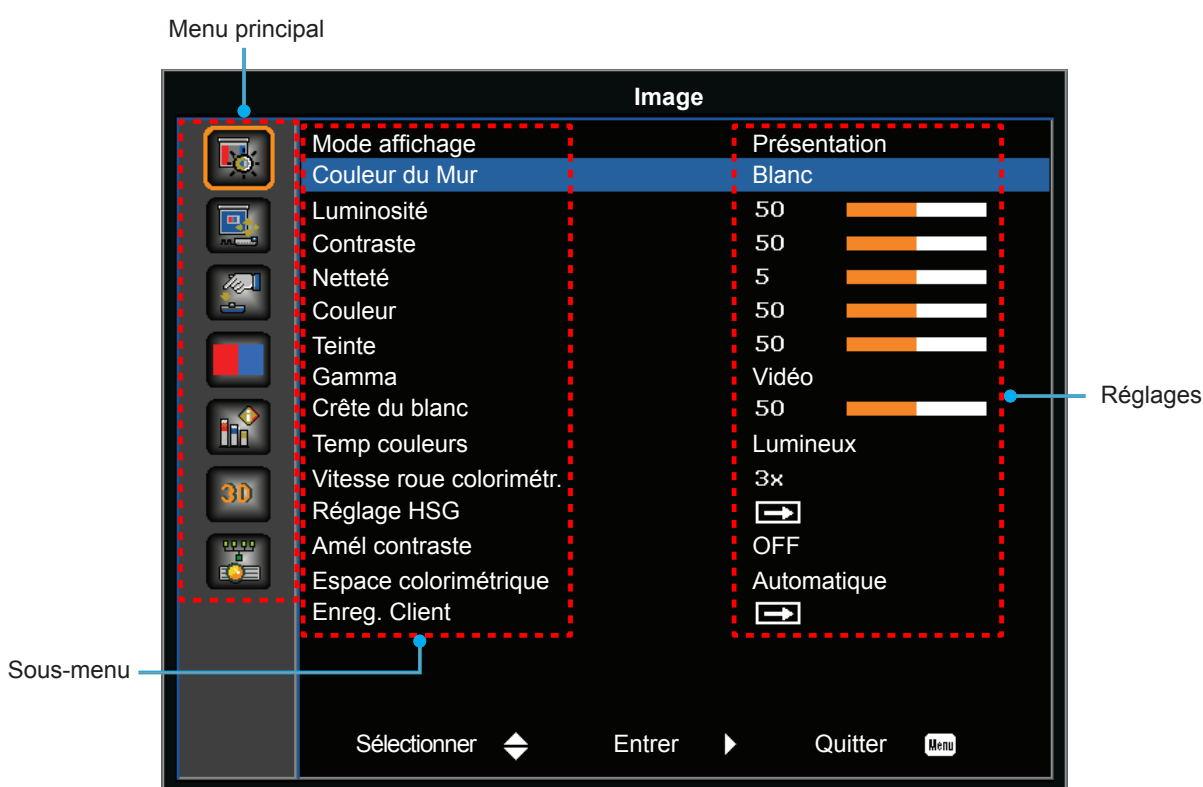 Menu principal
Image
Mode affichage Présentation
Couleur du Mur Blanc
Luminosité 50
Contraste 50
Netteté 5
Couleur 50
Teinte 50
Gamma Vidéo
Crête du blanc 50
Temp couleurs Lumineux
Vitesse roue colorimétr. 3x
Réglage HSG
Amél contraste OFF
Espace colorimétrique Automatique
Enreg. Client
3D
Réglages
Sous-menu
Sélectionner Entrer Quitter Menu